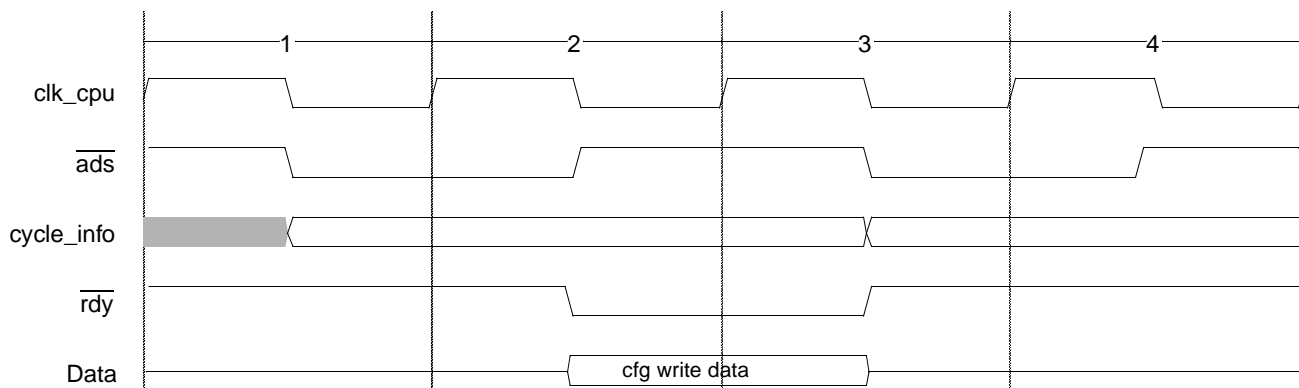 1 2 3 4
clk_cpu
ads
cycle_info
rdy
Data cfg write data